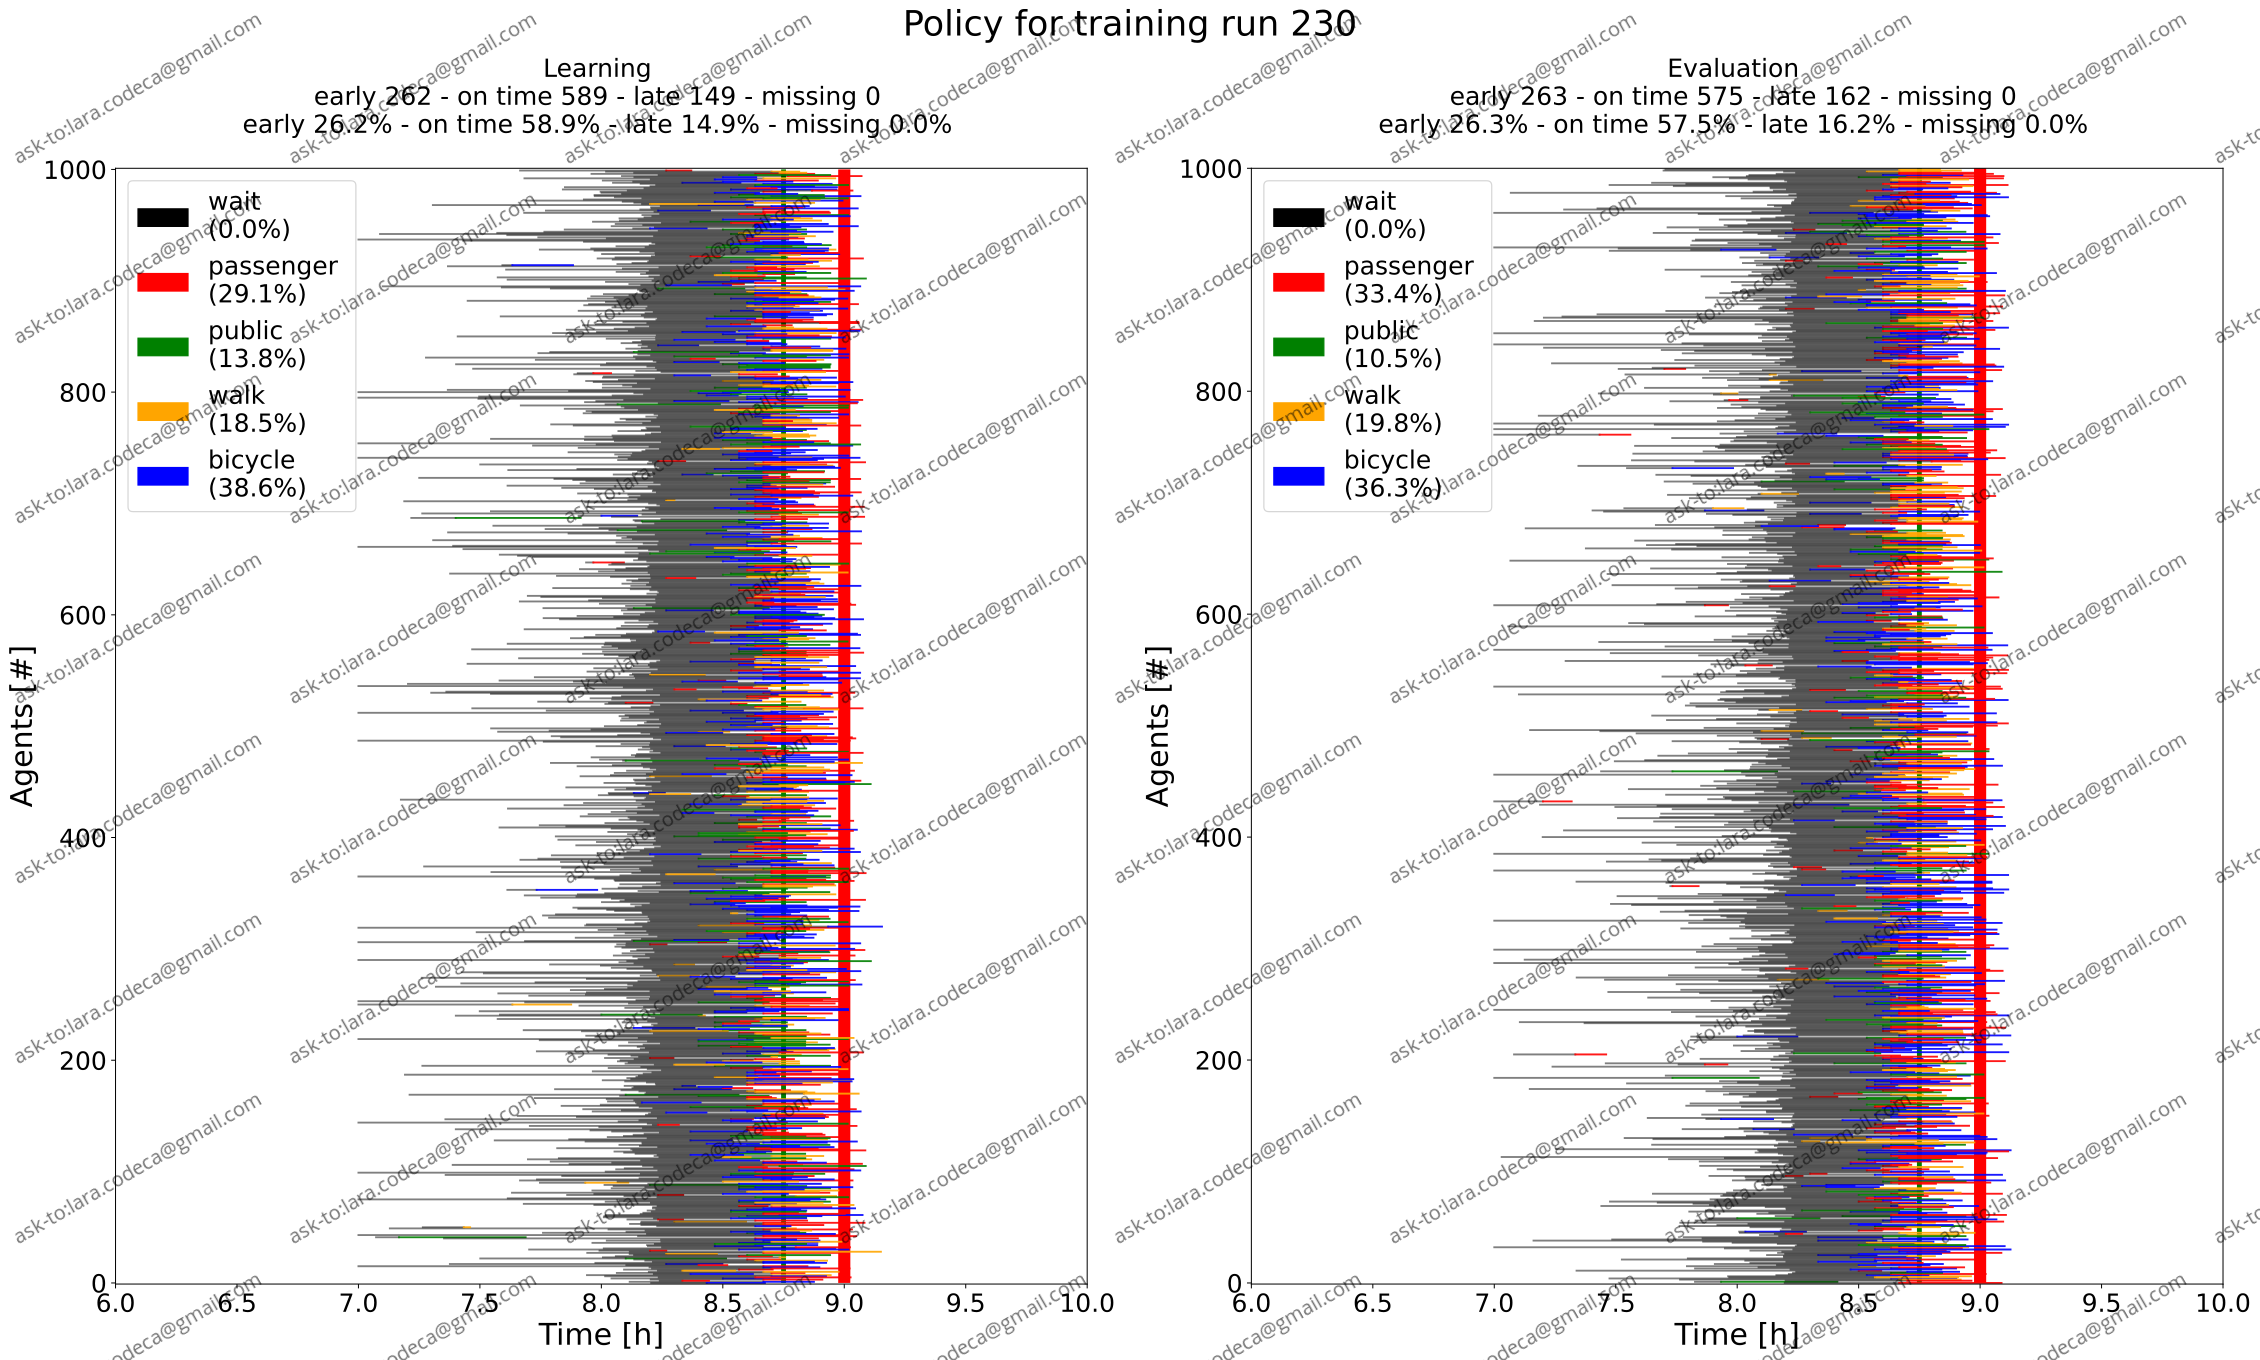 Policy for training run 230
Learning
early 262 - on time 589 - late 149 - missing 0
early 26.2% - on time 58.9% - late 14.9% - missing 0.0%
1000
800
600
400
200
0
Agents [#]
wait
(0.0%)
passenger
(29.1%)
public
(13.8%)
walk
(18.5%)
bicycle
(38.6%)
6.0 6.5 7.0 7.5 8.0 8.5 9.0 9.5 10.0
Time [h]
Evaluation
early 263 - on time 575 - late 162 - missing 0
early 26.3% - on time 57.5% - late 16.2% - missing 0.0%
1000
800
600
400
200
0
Agents [#]
wait
(0.0%)
passenger
(33.4%)
public
(10.5%)
walk
(19.8%)
bicycle
(36.3%)
6.0 6.5 7.0 7.5 8.0 8.5 9.0 9.5 10.0
Time [h]
ask-to:lara.codeca@gmail.com